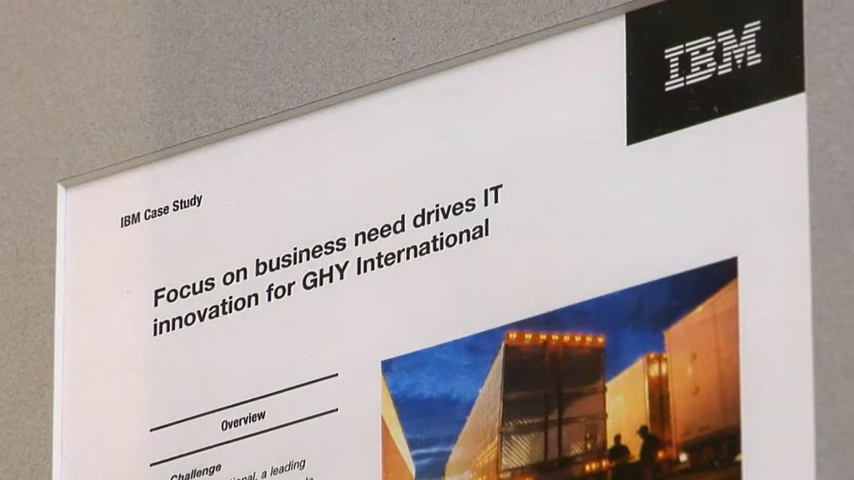 IBM
IBM Case Study
Focus on business need drives IT
innovation for GHY International
Overview
Challenge
a leading